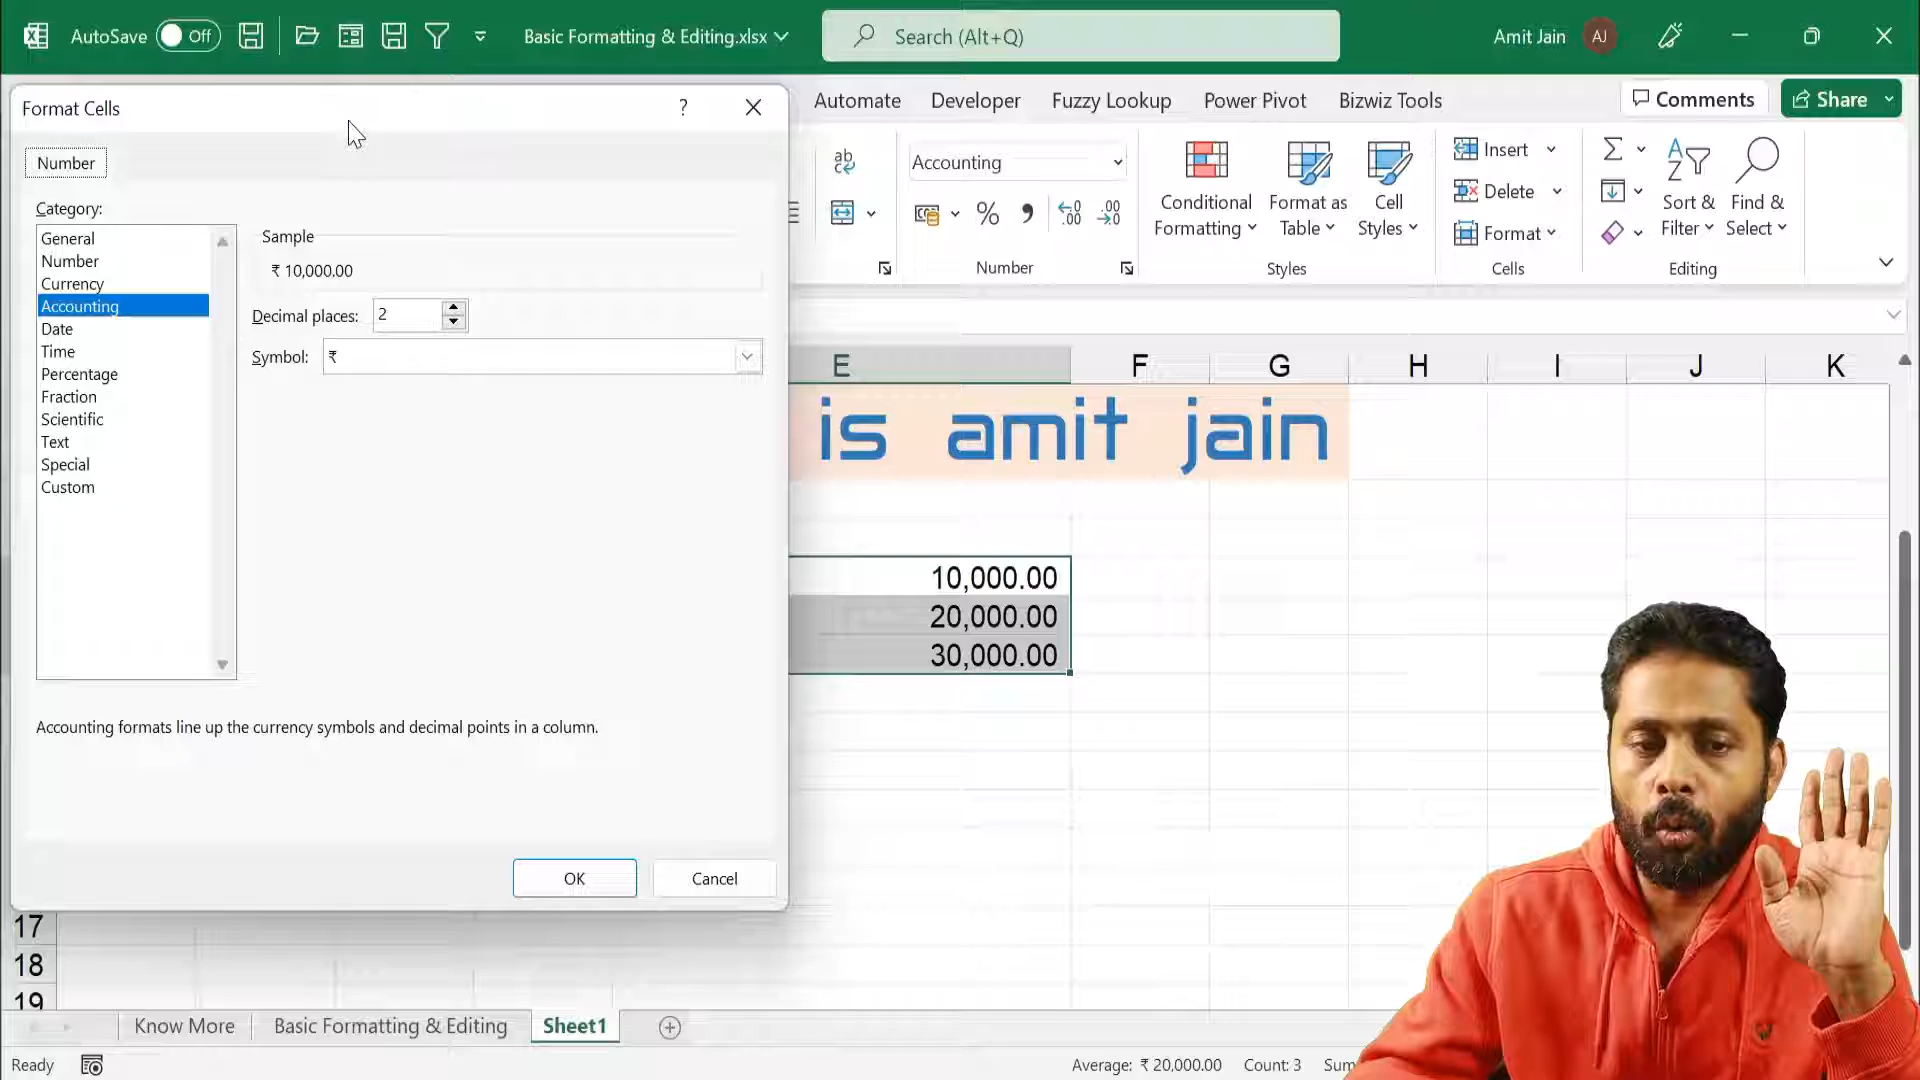 AutoSave Off Basic Formatting & Editing.xlsx Search (Alt+Q) Amit Jain AJ
Format Cells ? Automate Developer Fuzzy Lookup Power Pivot Bizwiz Tools Comments Share
Number
Category:
General
Number
Currency
Accounting
Date
Time
Percentage
Fraction
Scientific
Text
Special
Custom
Sample
₹ 10,000.00
Decimal places: 2
Symbol: ₹
Accounting formats line up the currency symbols and decimal points in a column.
OK Cancel
ab
Accounting
% , .00 .00
Number
Conditional
Formatting
Format as
Table
Cell
Styles
Styles
Insert
Delete
Format
Cells
Σ
Sort &
Filter
Find &
Select
Editing
E F G H I J K
is amit jain
10,000.00
20,000.00
30,000.00
17
18
19
Know More Basic Formatting & Editing Sheet1
Ready Average: ₹ 20,000.00 Count: 3 Sum